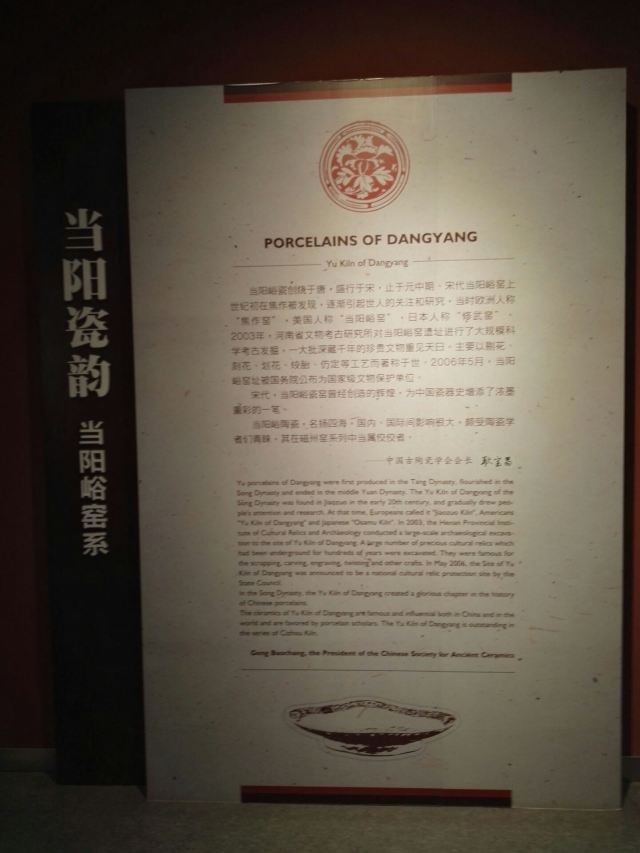 当阳瓷韵
当阳峪窑系
PORCELAINS OF DANGYANG
Yu Kiln of Dangyang
当阳峪瓷创烧于唐，盛行于宋，止于元中期。宋代当阳峪窑上
世纪初在焦作被发现，逐渐引起世人的关注和研究，当时欧洲人称
“焦作窑”，美国人称“当阳峪窑”，日本人称“修武窑”。
2003年，河南省文物考古研究所对当阳峪窑遗址进行了大规模科
学考古发掘，一大批深藏千年的珍贵文物重见天日。主要以剔花、
刻花、划花、绞胎、仿定等工艺而著称于世。2006年5月，当阳
峪窑址被国务院公布为国家级文物保护单位。
宋代，当阳峪瓷窑曾经创造的辉煌，为中国瓷器史增添了浓墨
重彩的一笔。
当阳峪陶瓷，名扬四海，国内、国际间影响很大，颇受陶瓷学
者们青睐，其在磁州窑系列中当属佼佼者。
——中国古陶瓷学会会长 耿宝昌
Yu porcelains of Dangyang were first produced in the Tang Dynasty, flourished in the
Song Dynasty and ended in the middle Yuan Dynasty. The Yu Kiln of Dangyang of the
Song Dynasty was found in Jiaozuo in the early 20th century, and gradually drew peo-
ple's attention and research. At that time, Europeans called it "Jiaozuo Kiln", Americans
"Yu Kiln of Dangyang" and Japanese "Osamu Kiln". In 2003, the Henan Provincial Insti-
tute of Cultural Relics and Archaeology conducted a large-scale archaeological excava-
tion to the site of Yu Kiln of Dangyang. A large number of precious cultural relics which
had been underground for hundreds of years were excavated. They were famous for
the scrapping, carving, engraving, twisting and other crafts. In May 2006, the Site of Yu
Kiln of Dangyang was announced to be a national cultural relic protection site by the
State Council.
In the Song Dynasty, the Yu Kiln of Dangyang created a glorious chapter in the history
of Chinese porcelains.
The ceramics of Yu Kiln of Dangyang are famous and influential both in China and in the
world and are favored by porcelain scholars. The Yu Kiln of Dangyang is outstanding in
the series of Cizhou Kiln.
Geng Baochang, the President of the Chinese Society for Ancient Ceramics